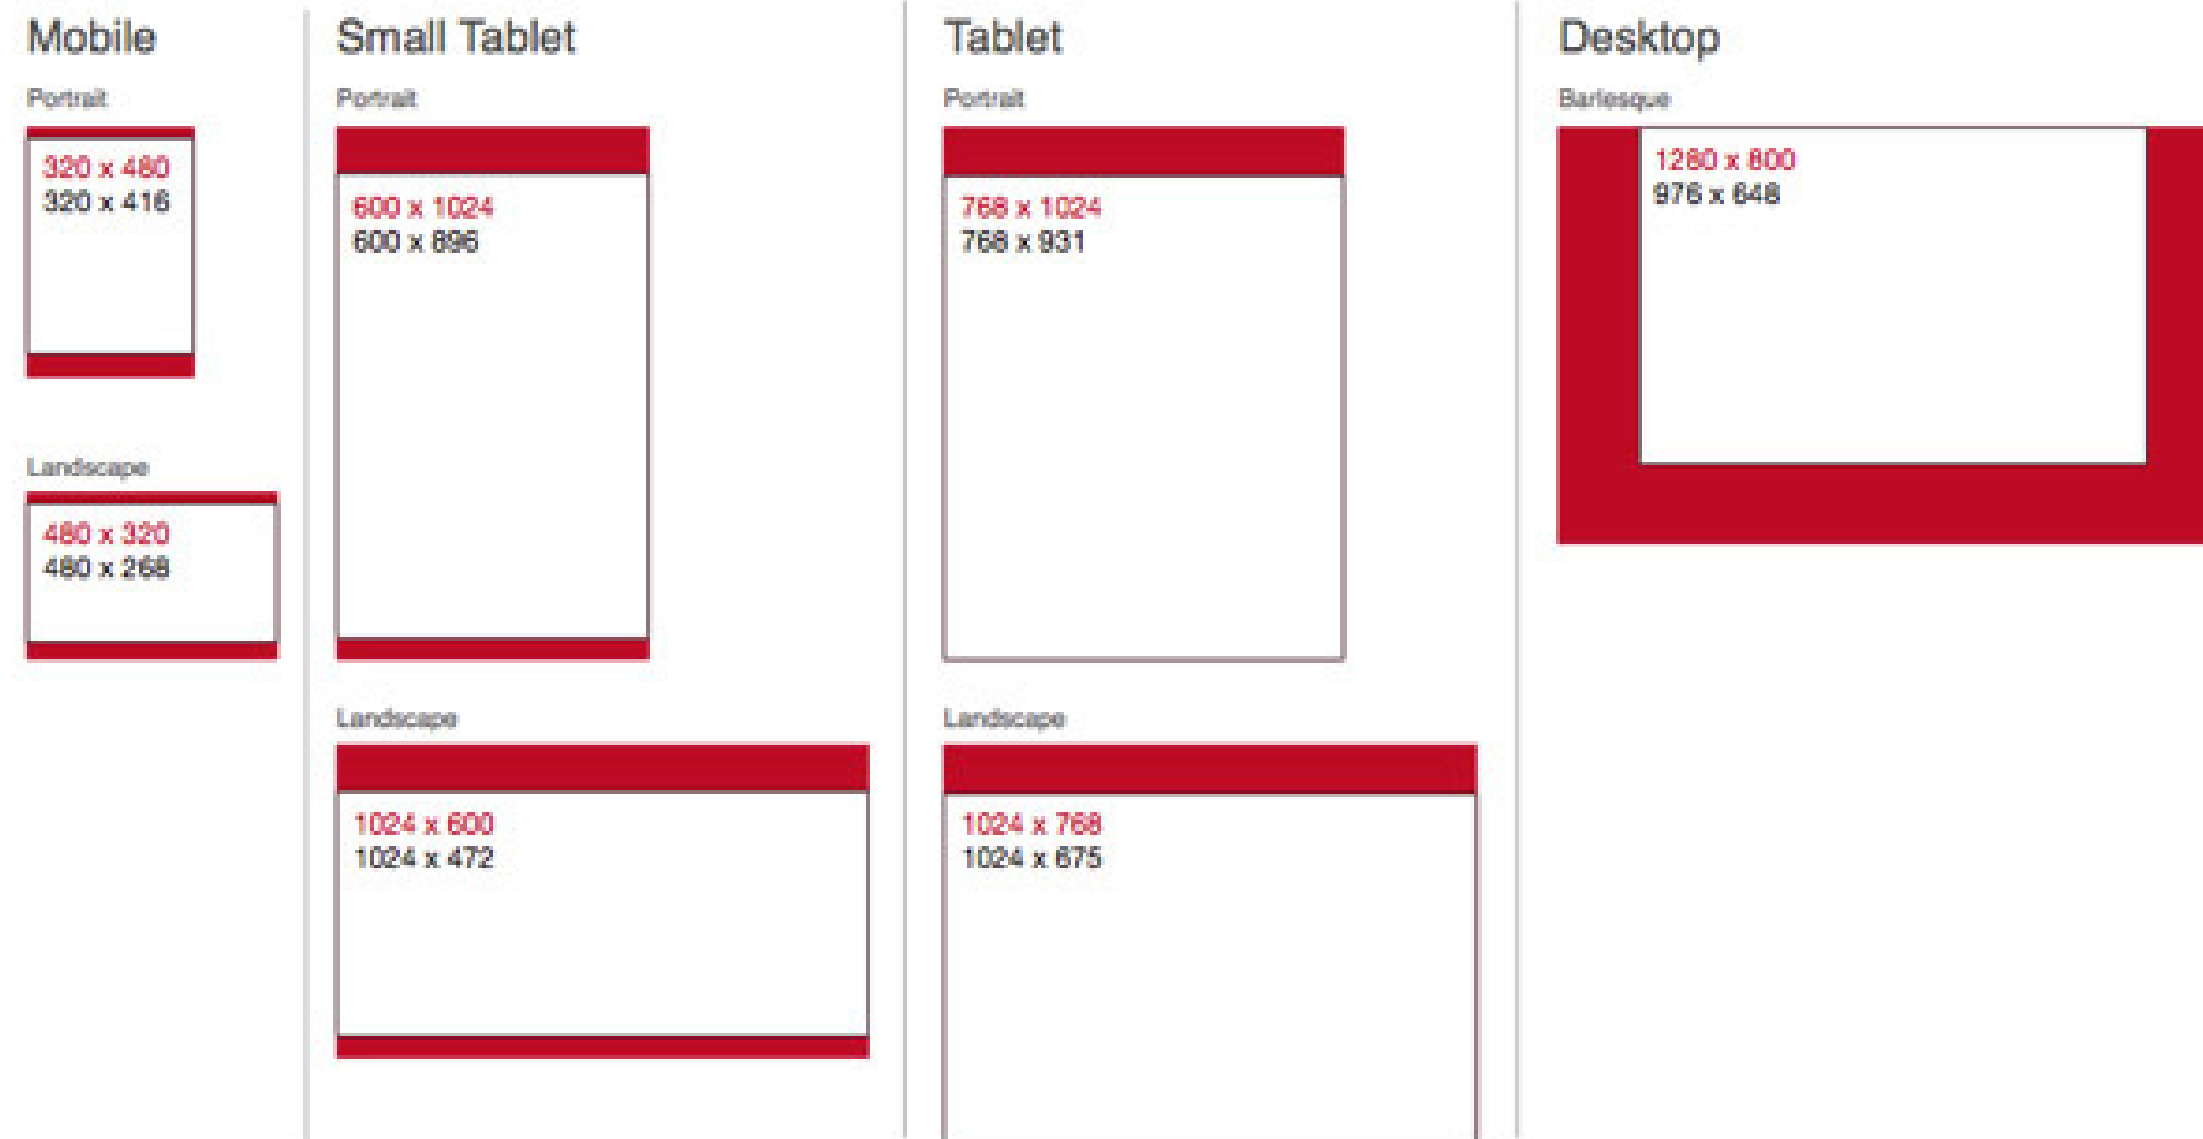 Mobile
Portrait
320 x 480
320 x 416
Landscape
480 x 320
480 x 268
Small Tablet
Portrait
600 x 1024
600 x 896
Landscape
1024 x 600
1024 x 472
Tablet
Portrait
768 x 1024
768 x 931
Landscape
1024 x 768
1024 x 675
Desktop
Barlesque
1280 x 800
976 x 648